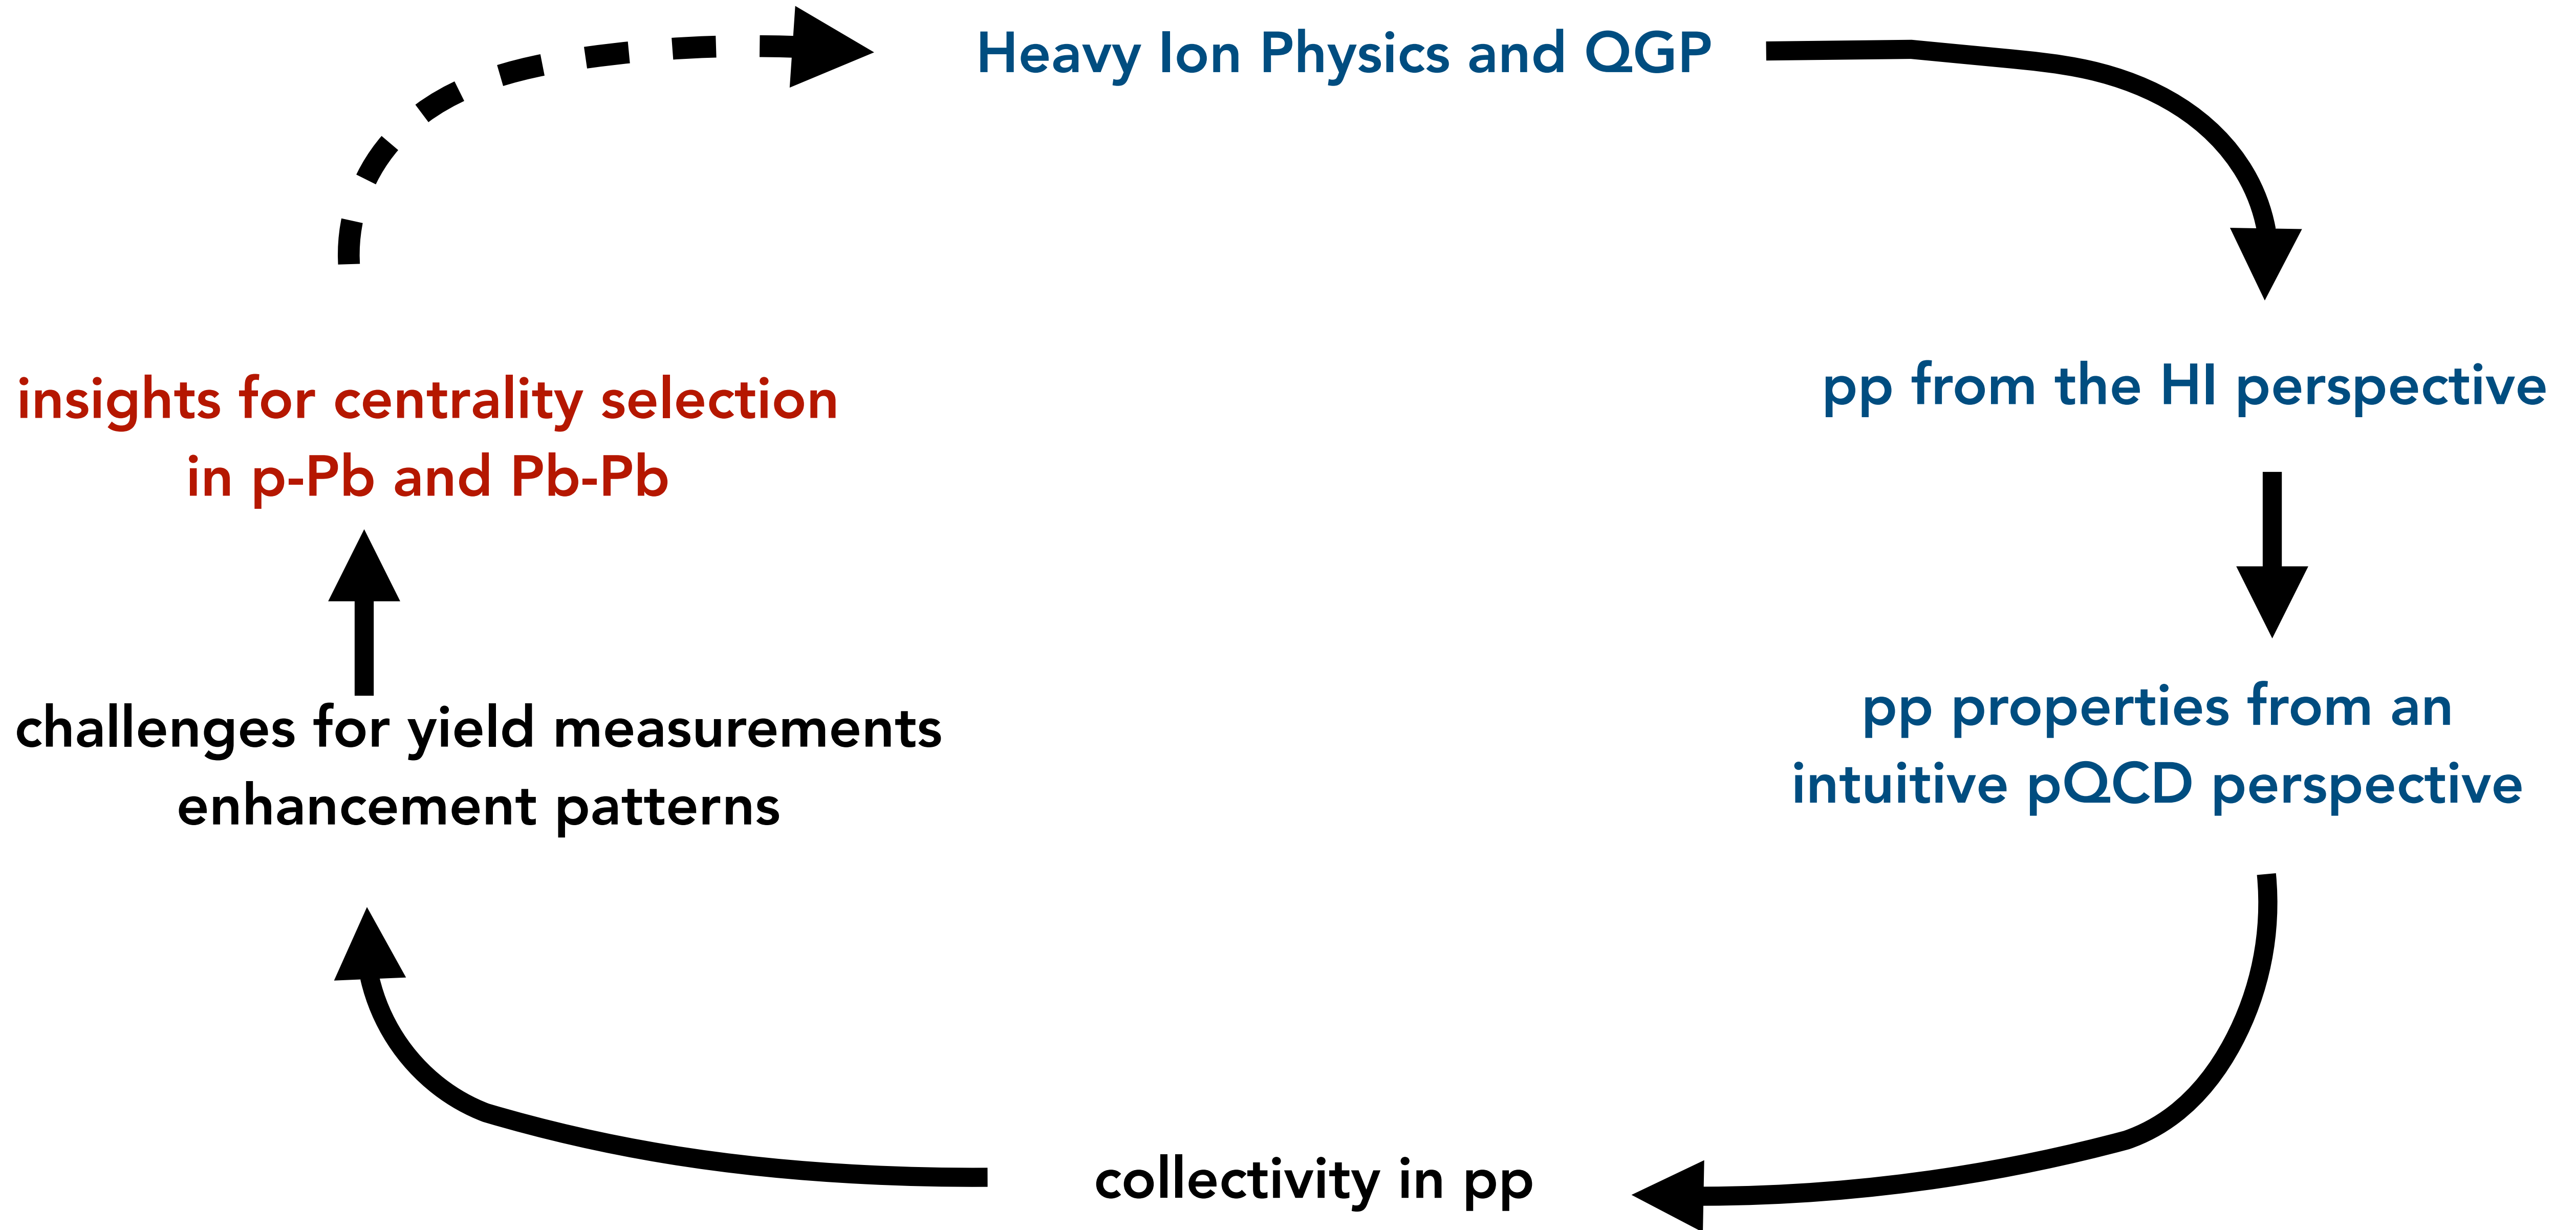 Heavy Ion Physics and QGP
pp from the HI perspective
pp properties from an
intuitive pQCD perspective
collectivity in pp
challenges for yield measurements
enhancement patterns
insights for centrality selection
in p-Pb and Pb-Pb